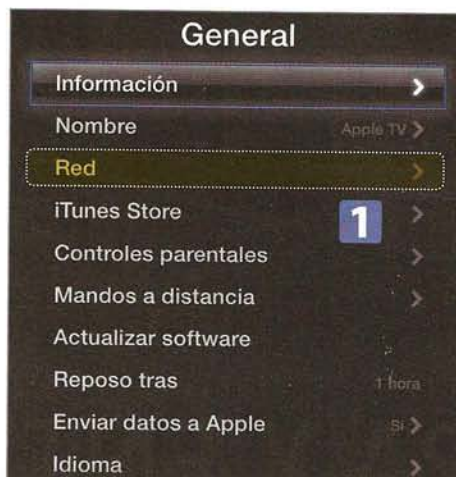 General
Información
Nombre Apple TV
Red
iTunes Store
1
Controles parentales
Mandos a distancia
Actualizar software
Reposo tras 1 hora
Enviar datos a Apple Sí
Idioma